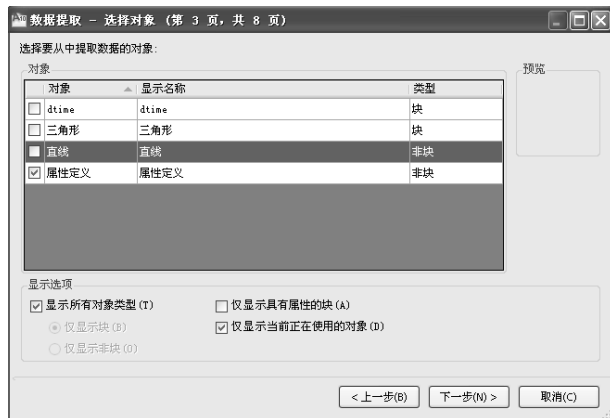 数据提取 - 选择对象 (第 3 页，共 8 页)
选择要从中提取数据的对象:
对象
预览
对象 显示名称 类型
dtime dtime 块
三角形 三角形 块
直线 直线 非块
属性定义 属性定义 非块
显示选项
显示所有对象类型(T) 仅显示具有属性的块(A)
仅显示块(B) 仅显示当前正在使用的对象(D)
仅显示非块(O)
<上一步(B) 下一步(N) > 取消(C)